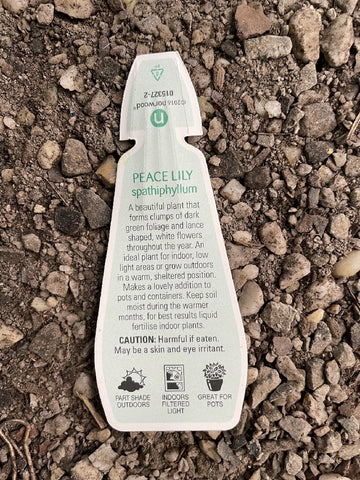 015327-2
©2016 norwood
n
PEACE LILY
spathiphyllum
A beautiful plant that
forms clumps of dark
green foliage and lance
shaped, white flowers
throughout the year. An
ideal plant for indoor, low
light areas or grow outdoors
in a warm, sheltered position.
Makes a lovely addition to
pots and containers. Keep soil
moist during the warmer
months, for best results liquid
fertilise indoor plants.
CAUTION: Harmful if eaten.
May be a skin and eye irritant.
PART SHADE
OUTDOORS
INDOORS
FILTERED
LIGHT
GREAT FOR
POTS